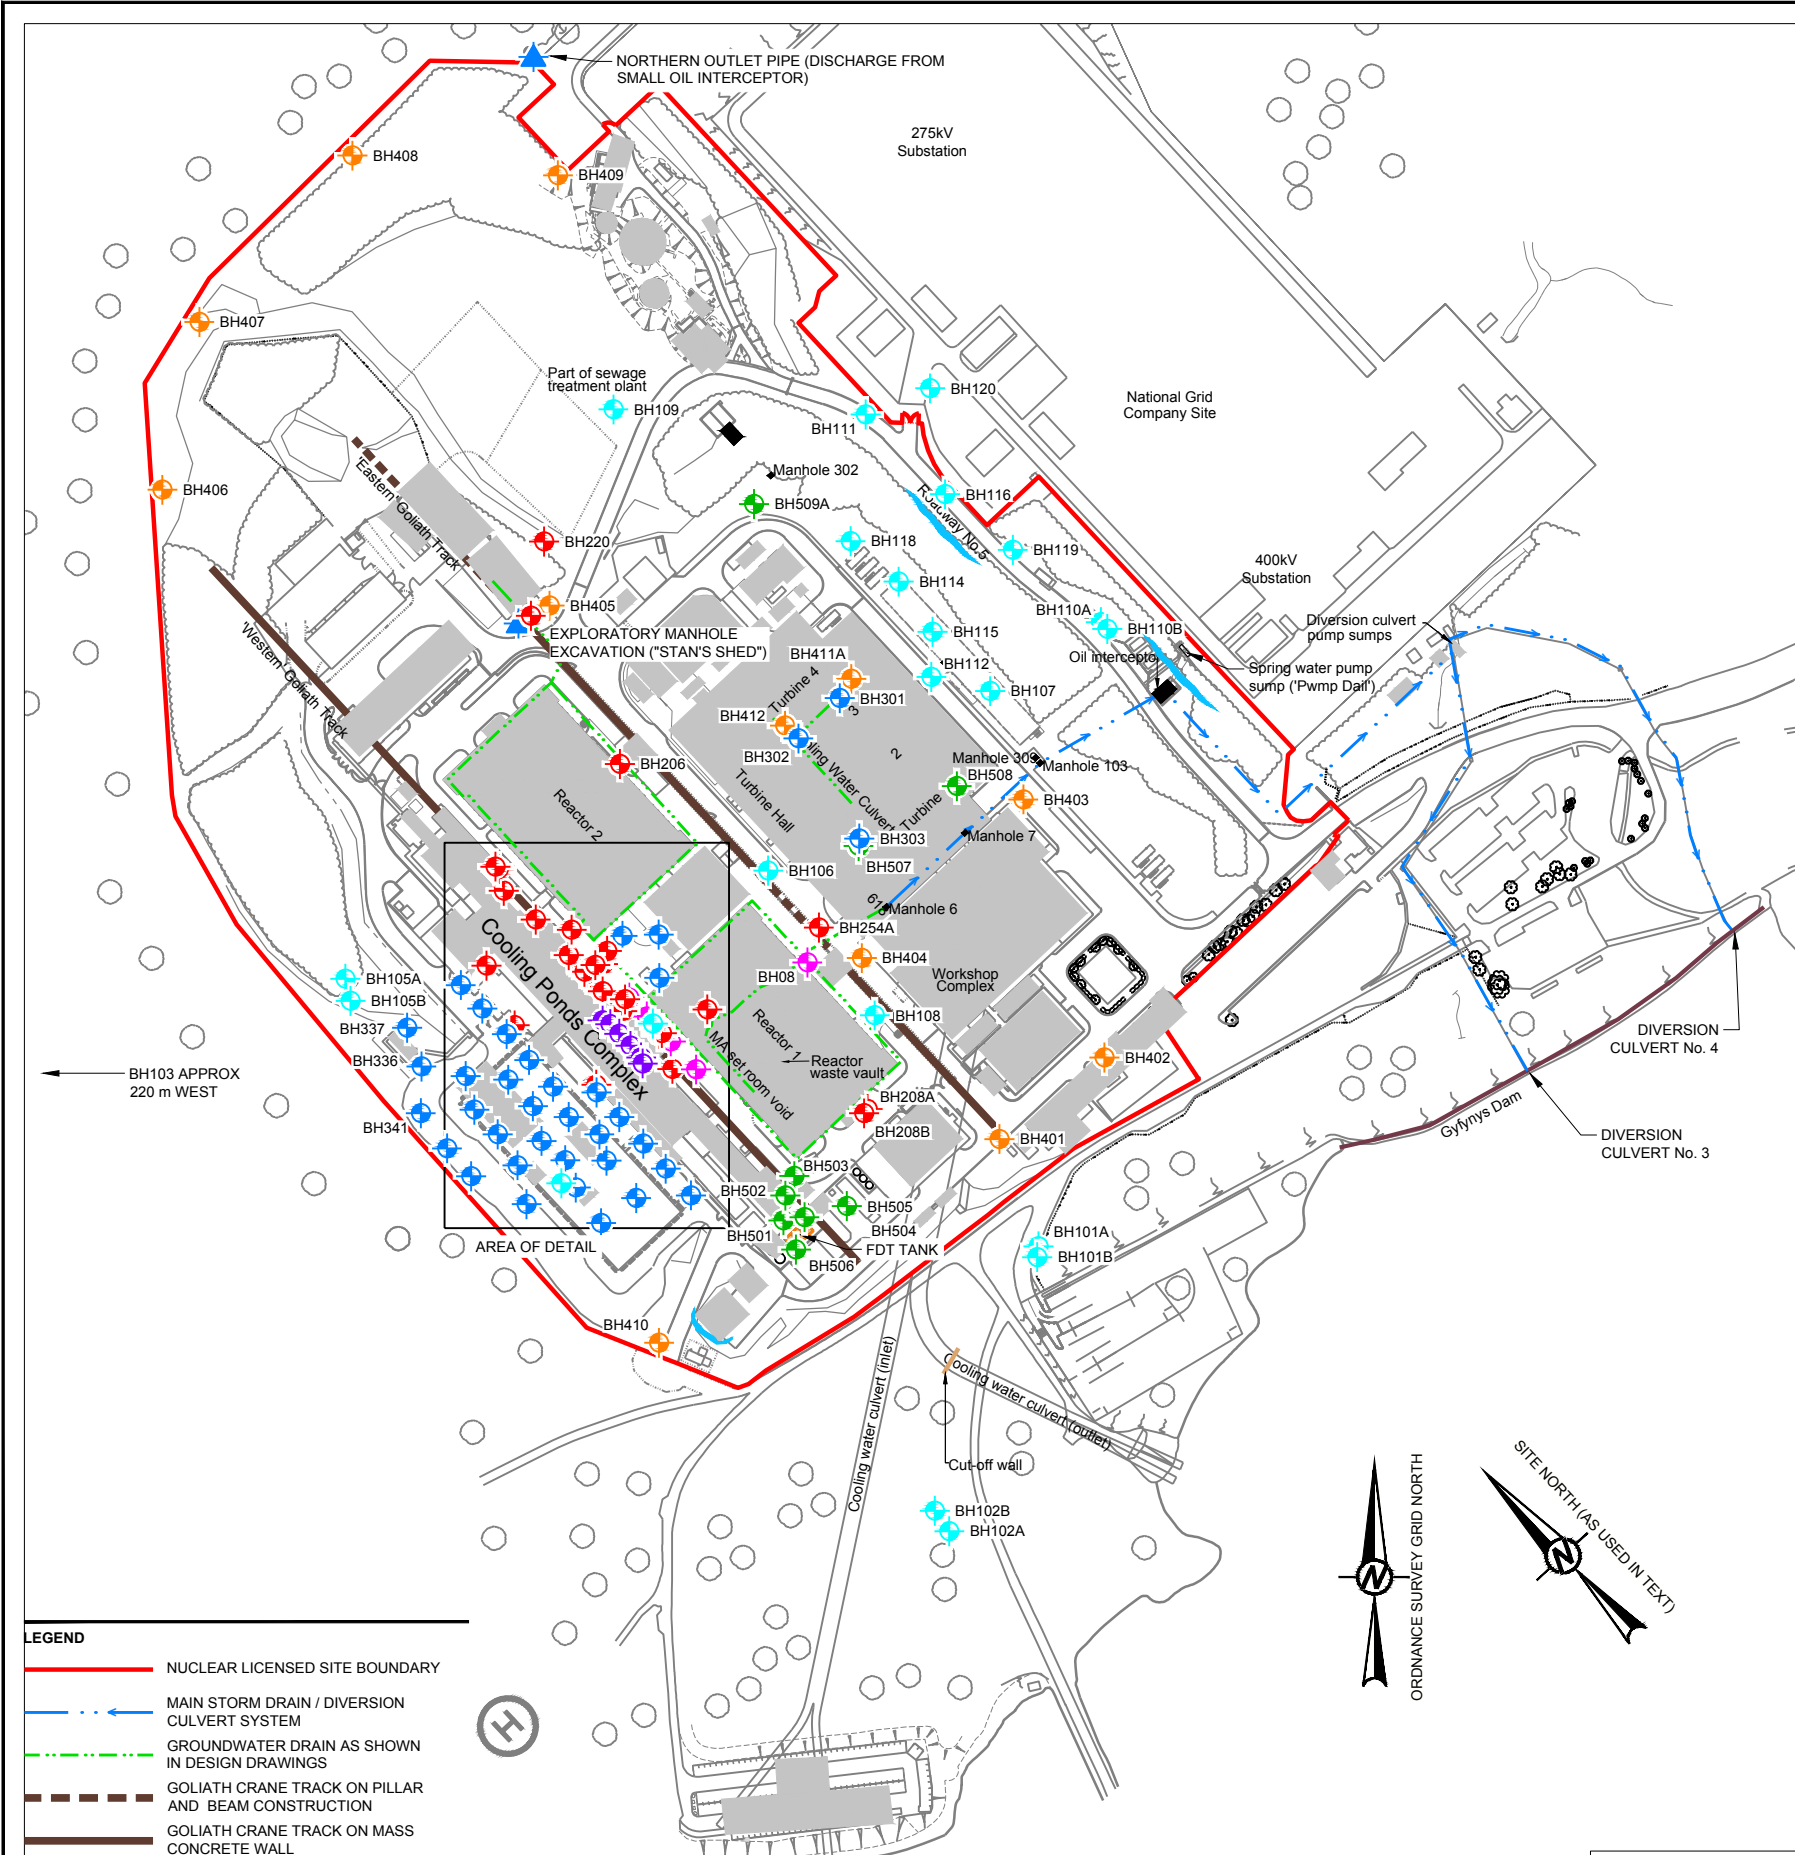 NORTHERN OUTLET PIPE (DISCHARGE FROM
SMALL OIL INTERCEPTOR)
275kV
Substation
BH408
BH409
BH407
Part of sewage
treatment plant
BH109
BH120
BH111
National Grid
Company Site
Manhole 302
BH406
'Eastern' Goliath Track
BH509A
BH116
Roadway No.5
BH220
BH118
BH119
BH114
400kV
Substation
BH405
BH110A
BH110B
Diversion culvert
pump sumps
EXPLORATORY MANHOLE
EXCAVATION ("STAN'S SHED")
BH115
'Western' Goliath Track
BH411A
BH112
Oil interceptor
Spring water pump
sump ('Pwmp Dail')
Turbine 4
BH301
3
BH107
BH412
BH302
2
Manhole 103
BH206
BH508
Turbine
Turbine Hall
BH403
Reactor 2
Manhole 7
BH303
BH507
BH106
Manhole 6
BH254A
Cooling Ponds Complex
BH08
BH404
Workshop
Complex
BH105A
BH105B
BH337
BH108
Reactor 1
Reactor
waste vault
MA set room void
BH336
BH402
BH103 APPROX
220 m WEST
DIVERSION
CULVERT No. 4
BH208A
BH208B
BH341
BH401
Gyfynys Dam
DIVERSION
CULVERT No. 3
BH503
BH502
BH505
BH501
BH504
FDT TANK
BH506
AREA OF DETAIL
BH101A
BH101B
BH410
Cooling water culvert (inlet)
Cooling water culvert (outlet)
Cut-off wall
BH102B
BH102A
ORDNANCE SURVEY GRID NORTH
N
SITE NORTH (AS USED IN TEXT)
N
H
LEGEND
NUCLEAR LICENSED SITE BOUNDARY
MAIN STORM DRAIN / DIVERSION
CULVERT SYSTEM
GROUNDWATER DRAIN AS SHOWN
IN DESIGN DRAWINGS
GOLIATH CRANE TRACK ON PILLAR
AND BEAM CONSTRUCTION
GOLIATH CRANE TRACK ON MASS
CONCRETE WALL